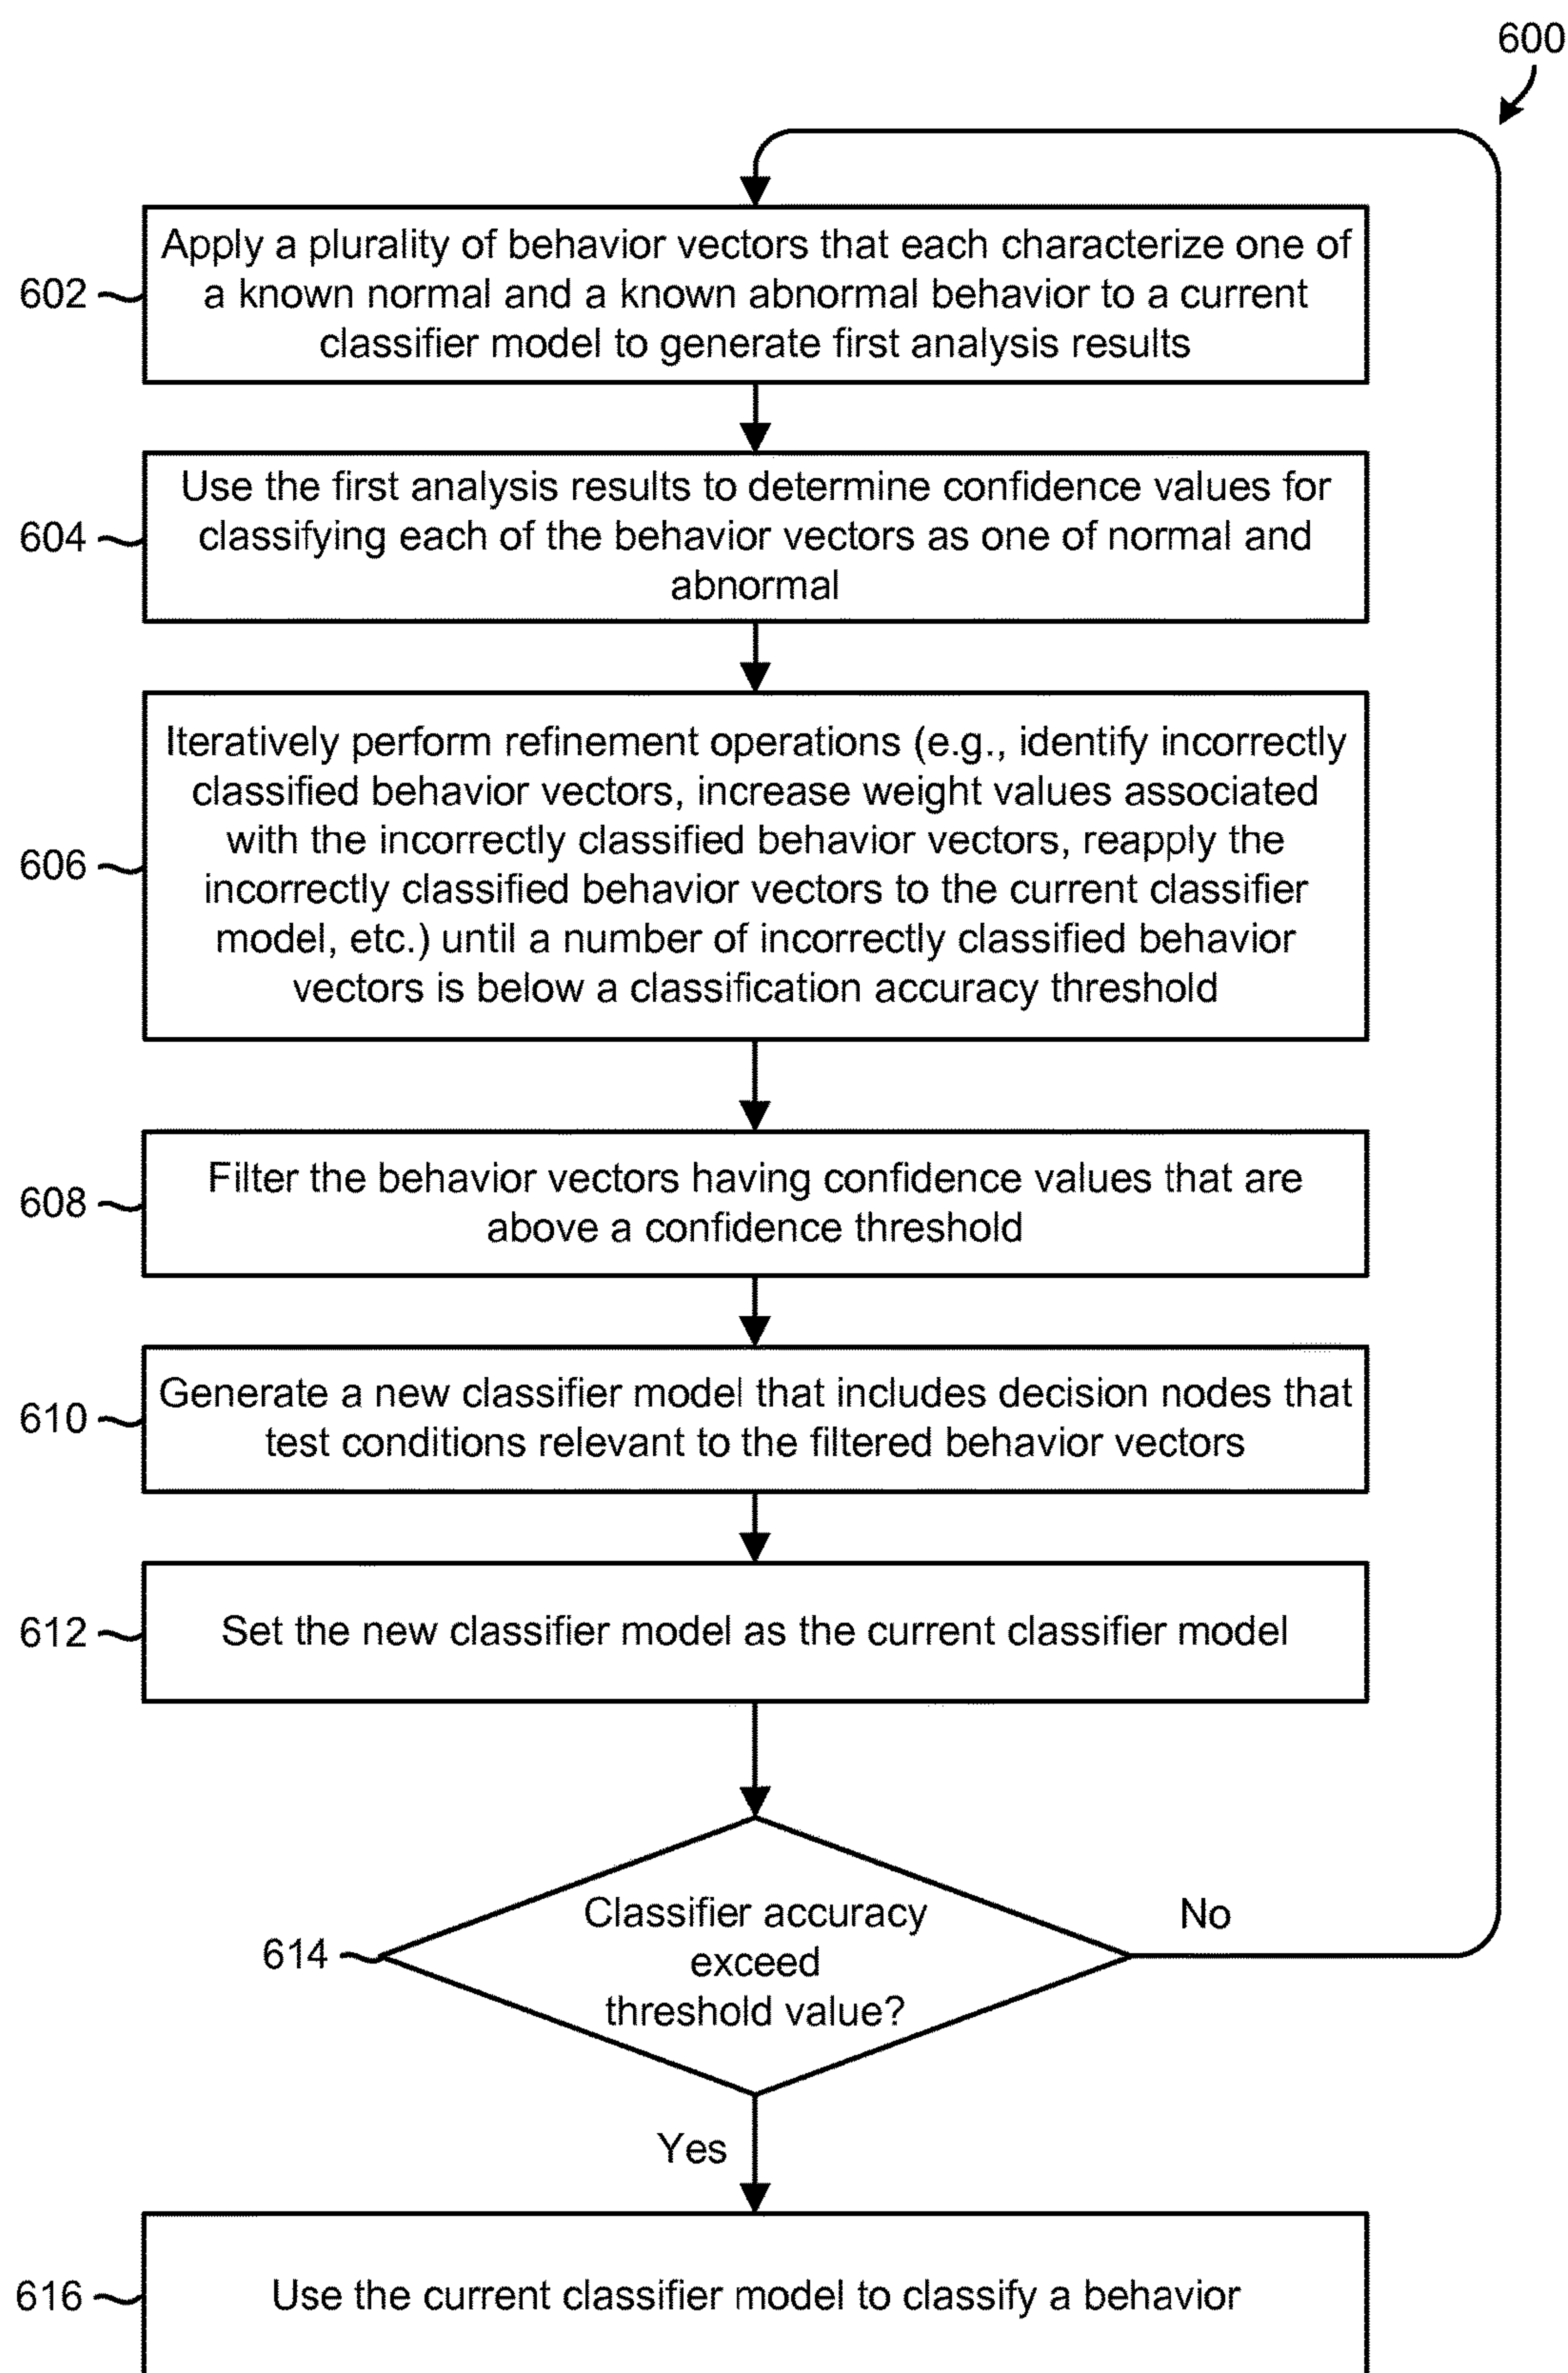 600
602
Apply a plurality of behavior vectors that each characterize one of
a known normal and a known abnormal behavior to a current
classifier model to generate first analysis results
604
Use the first analysis results to determine confidence values for
classifying each of the behavior vectors as one of normal and
abnormal
606
Iteratively perform refinement operations (e.g., identify incorrectly
classified behavior vectors, increase weight values associated
with the incorrectly classified behavior vectors, reapply the
incorrectly classified behavior vectors to the current classifier
model, etc.) until a number of incorrectly classified behavior
vectors is below a classification accuracy threshold
608
Filter the behavior vectors having confidence values that are
above a confidence threshold
610
Generate a new classifier model that includes decision nodes that
test conditions relevant to the filtered behavior vectors
612
Set the new classifier model as the current classifier model
614
Classifier accuracy
exceed
threshold value?
No
Yes
616
Use the current classifier model to classify a behavior